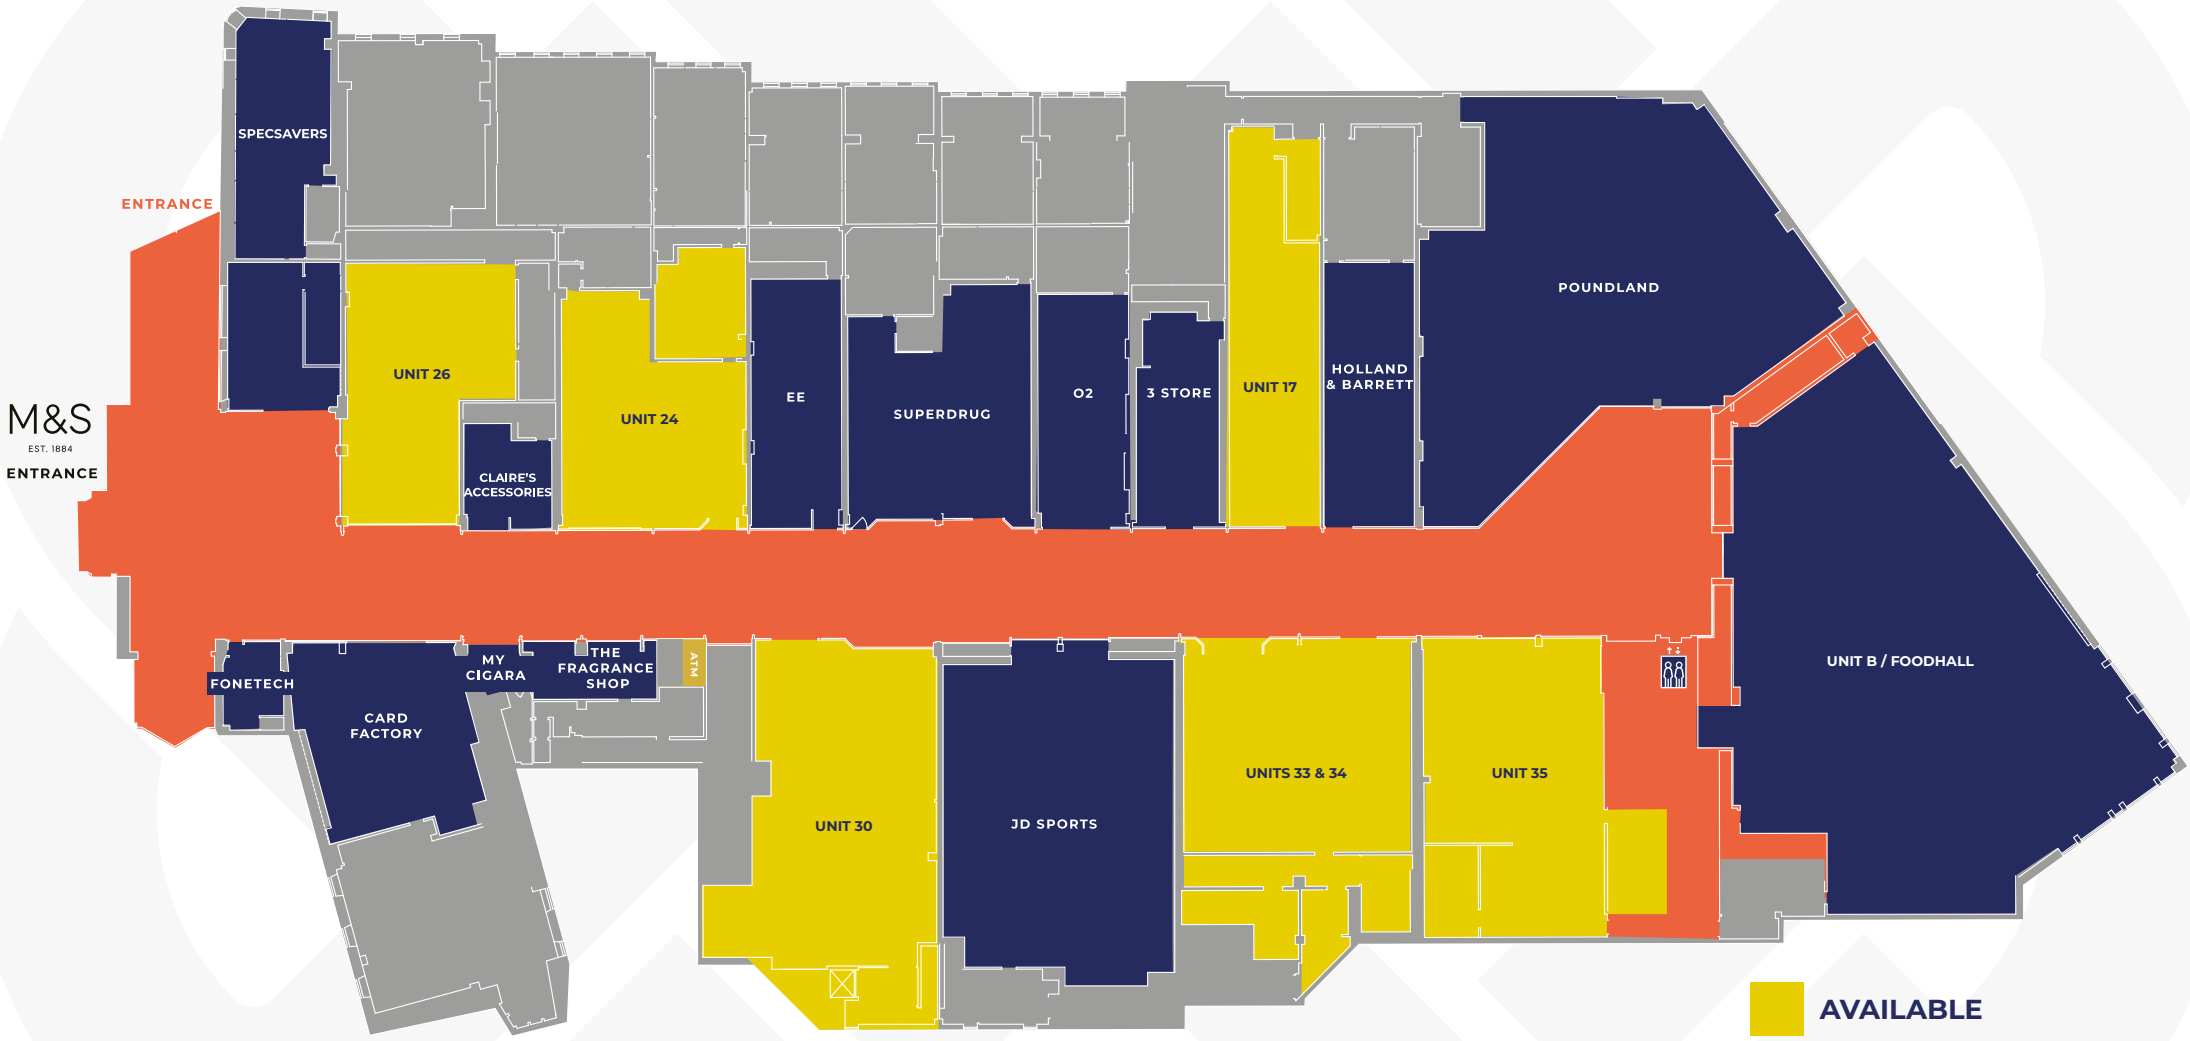 SPECSAVERS
ENTRANCE
M&S
EST. 1884
ENTRANCE
UNIT 26
CLAIRE'S
ACCESSORIES
UNIT 24
EE
SUPERDRUG
O2
3 STORE
UNIT 17
HOLLAND
& BARRETT
POUNDLAND
FONETECH
CARD
FACTORY
MY
CIGARA
THE
FRAGRANCE
SHOP
ATM
UNIT 30
JD SPORTS
UNITS 33 & 34
UNIT 35
UNIT B / FOODHALL
AVAILABLE